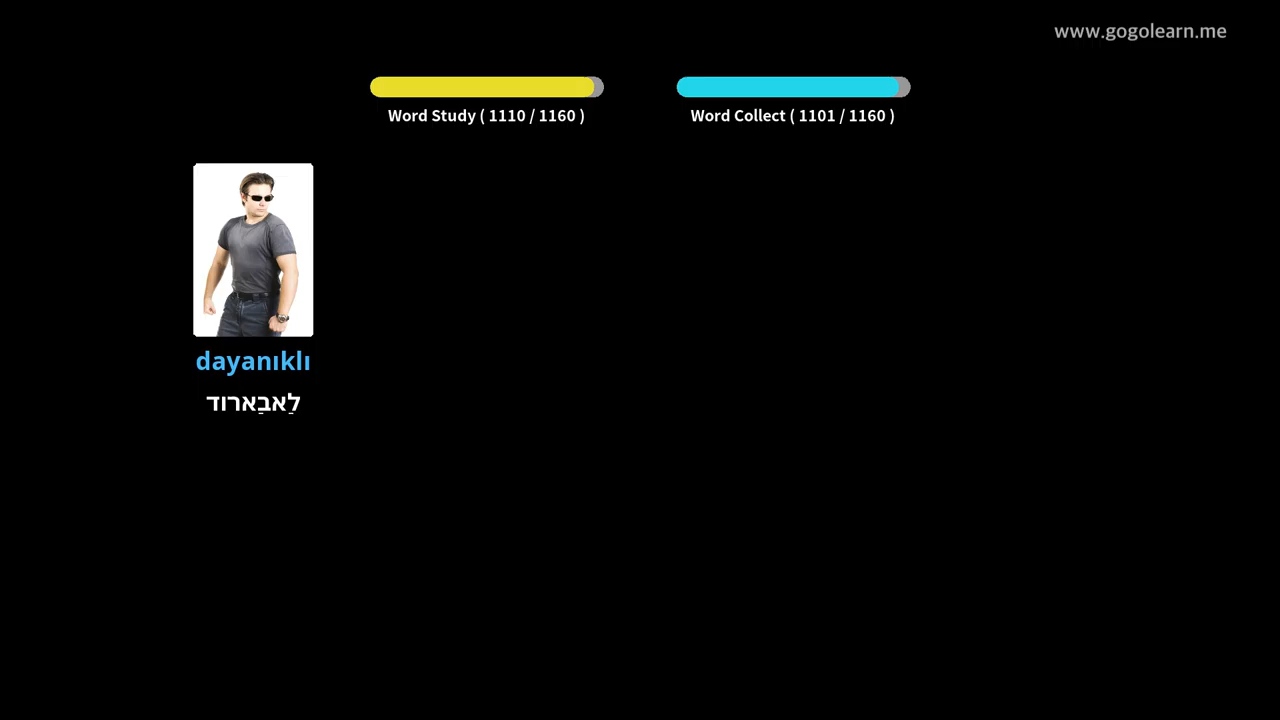 www.gogolearn.me
Word Study ( 1110 / 1160 )
Word Collect ( 1101 / 1160 )
dayanıklı
לַאבַּארוד